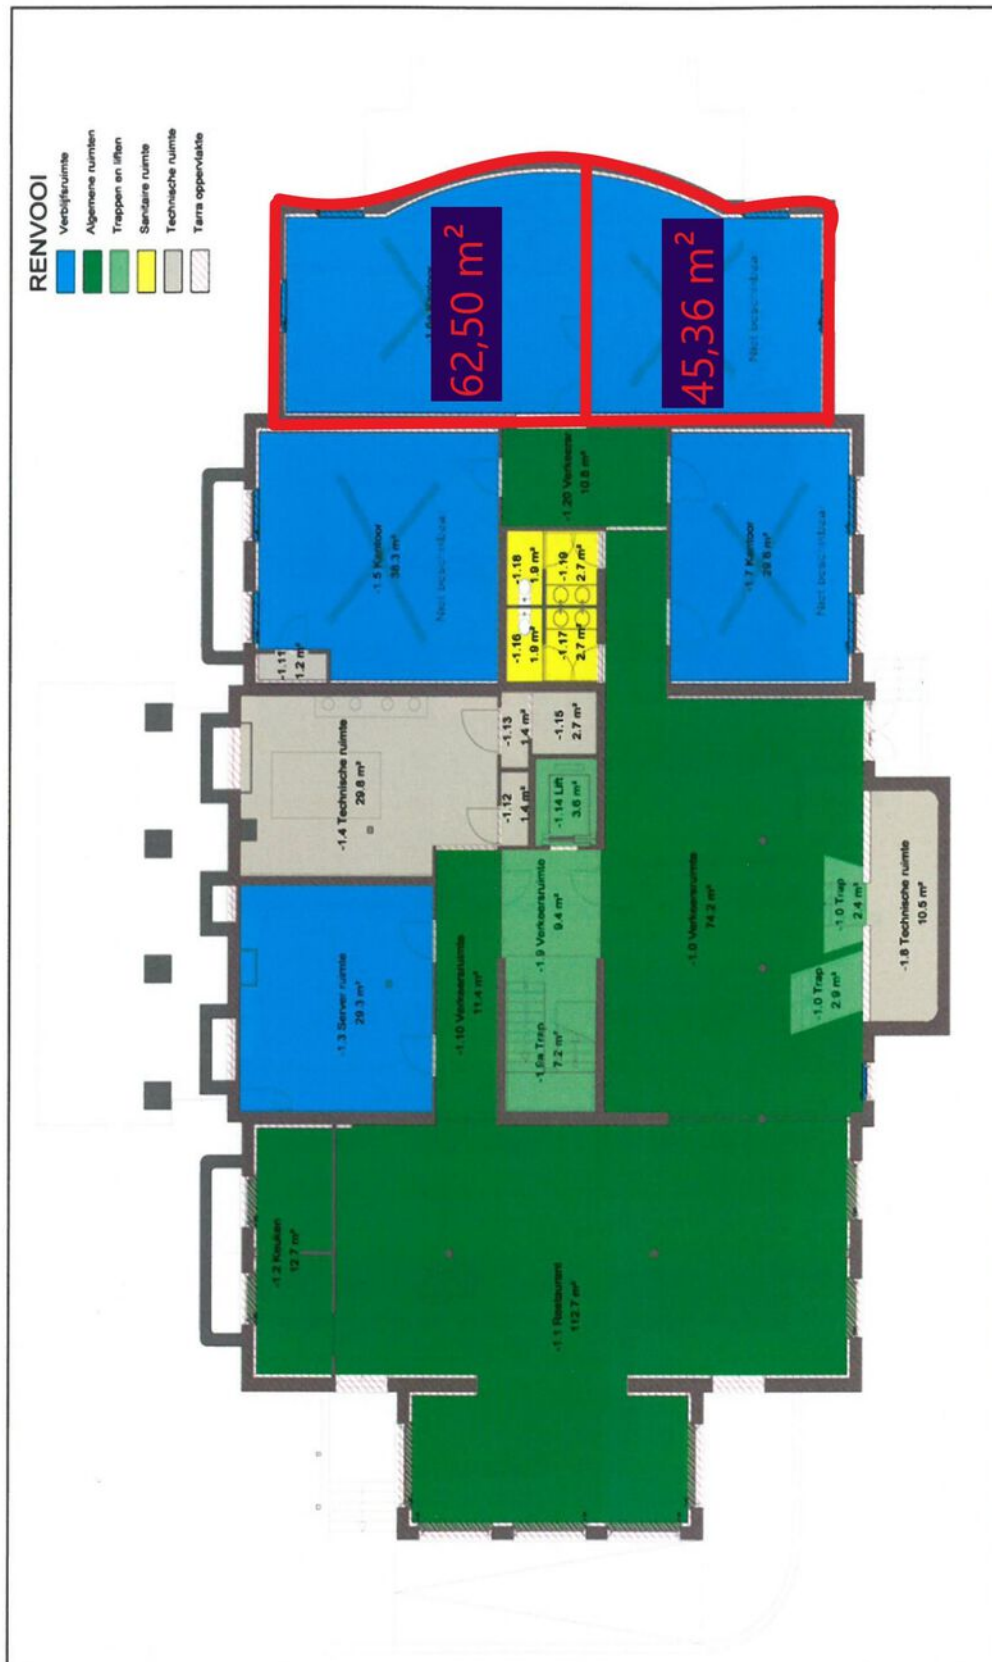 RENVOOI
Verblijfsruimte
Algemene ruimten
Trappen en liften
Sanitaire ruimte
Technische ruimte
Tarra oppervlakte
62,50 m²
45,36 m²
Niet beschikbaar
-1.5 Kantoor
38.3 m²
Niet beschikbaar
-1.20 Verkeersr
10.8 m²
-1.7 Kantoor
29.6 m²
Niet beschikbaar
-1.11
1.2 m²
-1.18
1.9 m²
-1.19
2.7 m²
-1.16
1.9 m²
-1.17
2.7 m²
-1.4 Technische ruimte
29.8 m²
-1.13
1.4 m²
-1.15
2.7 m²
-1.12
1.4 m²
-1.14 Lift
3.6 m²
-1.3 Server ruimte
29.3 m²
-1.10 Verkeersruimte
11.4 m²
-1.9 Verkeersruimte
9.4 m²
-1.9a Trap
7.2 m²
-1.0 Verkeersruimte
74.2 m²
-1.0 Trap
2.4 m²
-1.0 Trap
2.9 m²
-1.8 Technische ruimte
10.5 m²
-1.2 Keuken
12.7 m²
-1.1 Restaurant
112.7 m²